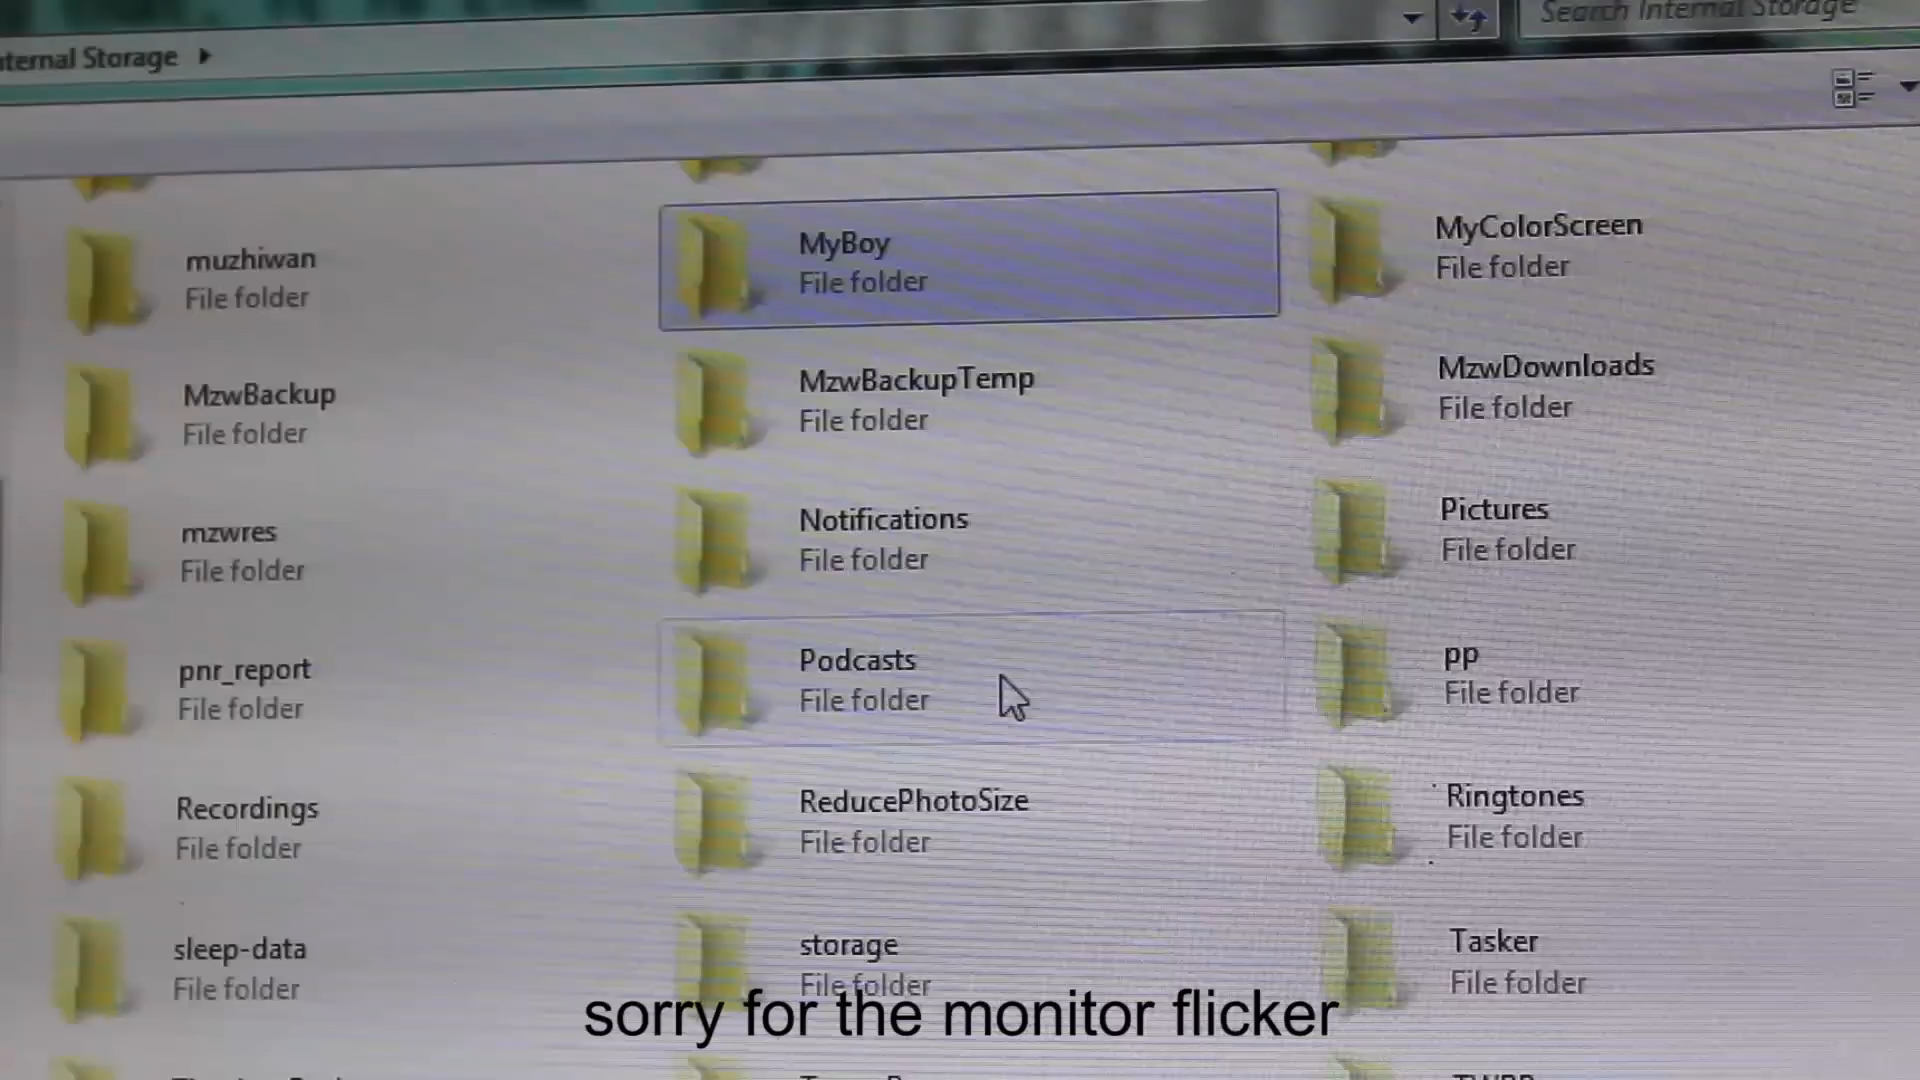 Search Internal Storage
Internal Storage
muzhiwan
File folder
MyBoy
File folder
MyColorScreen
File folder
MzwBackup
File folder
MzwBackupTemp
File folder
MzwDownloads
File folder
mzwres
File folder
Notifications
File folder
Pictures
File folder
pnr_report
File folder
Podcasts
File folder
pp
File folder
Recordings
File folder
ReducePhotoSize
File folder
Ringtones
File folder
sleep-data
File folder
storage
File folder
Tasker
File folder
sorry for the monitor flicker
TWRP